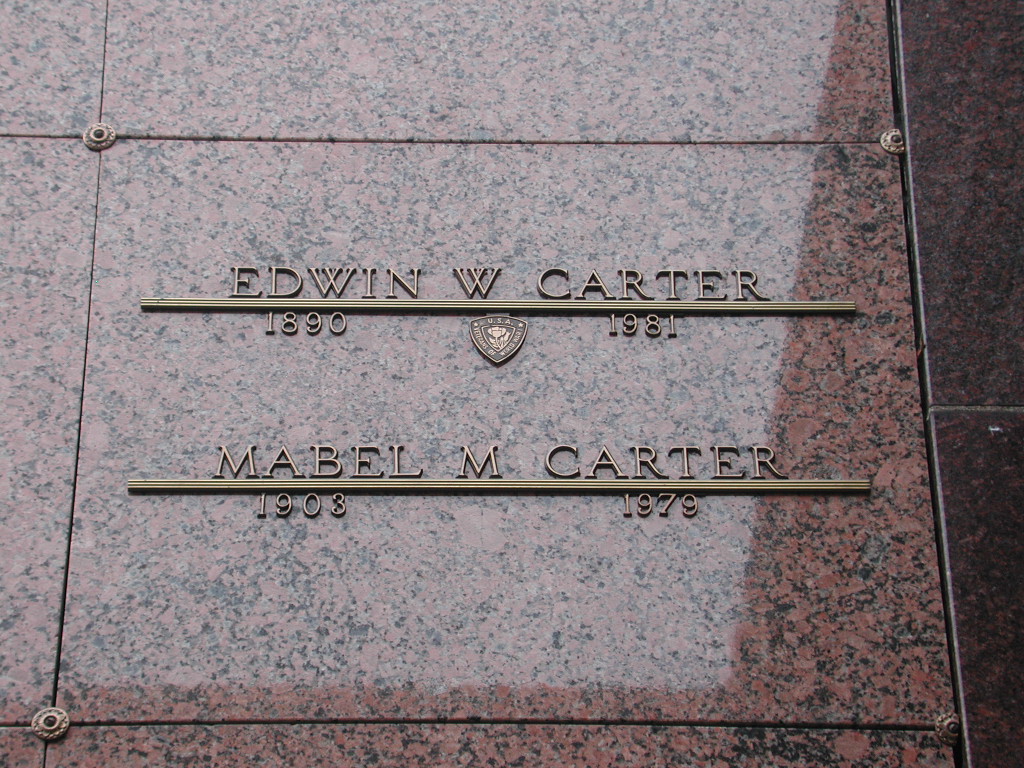 EDWIN W CARTER
1890 1981
U.S.A.
MABEL M CARTER
1903 1979